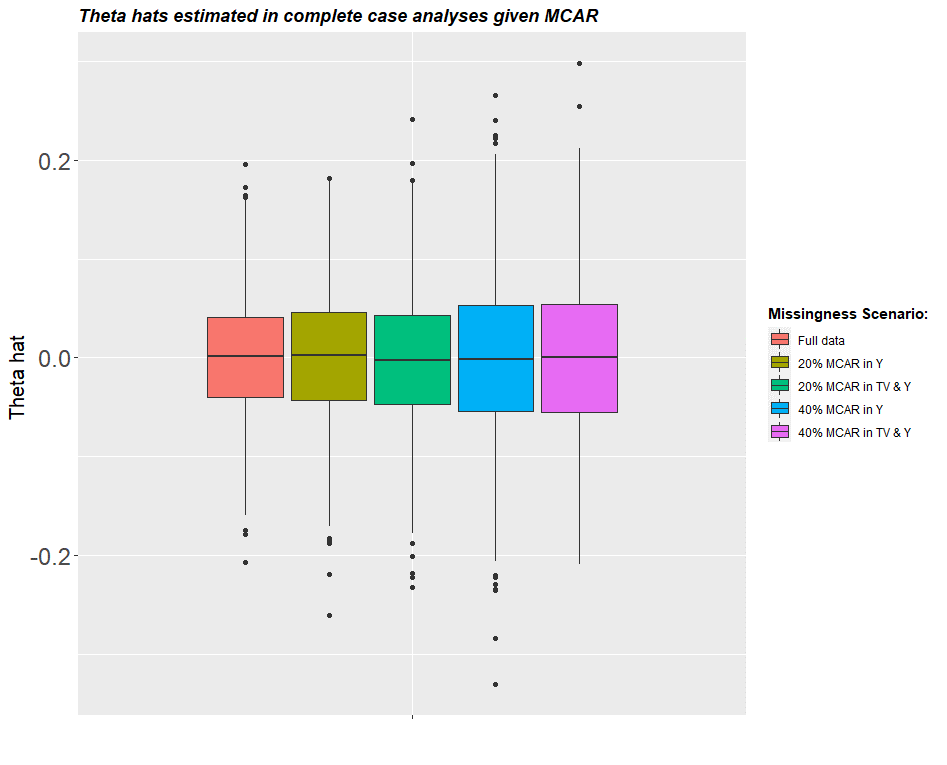 Theta hats estimated in complete case analyses given MCAR
Theta hat
0.2
0.0
-0.2
Missingness Scenario:
Full data
20% MCAR in Y
20% MCAR in TV & Y
40% MCAR in Y
40% MCAR in TV & Y